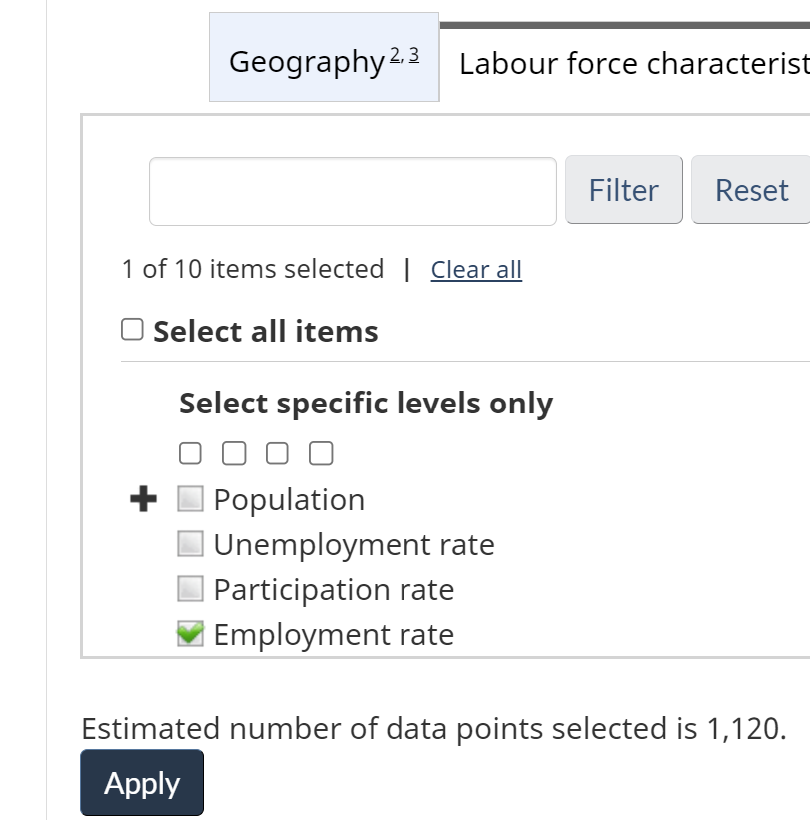 Geography 2, 3 Labour force characterist
Filter Reset
1 of 10 items selected | Clear all
Select all items
Select specific levels only
Population
Unemployment rate
Participation rate
Employment rate
Estimated number of data points selected is 1,120.
Apply